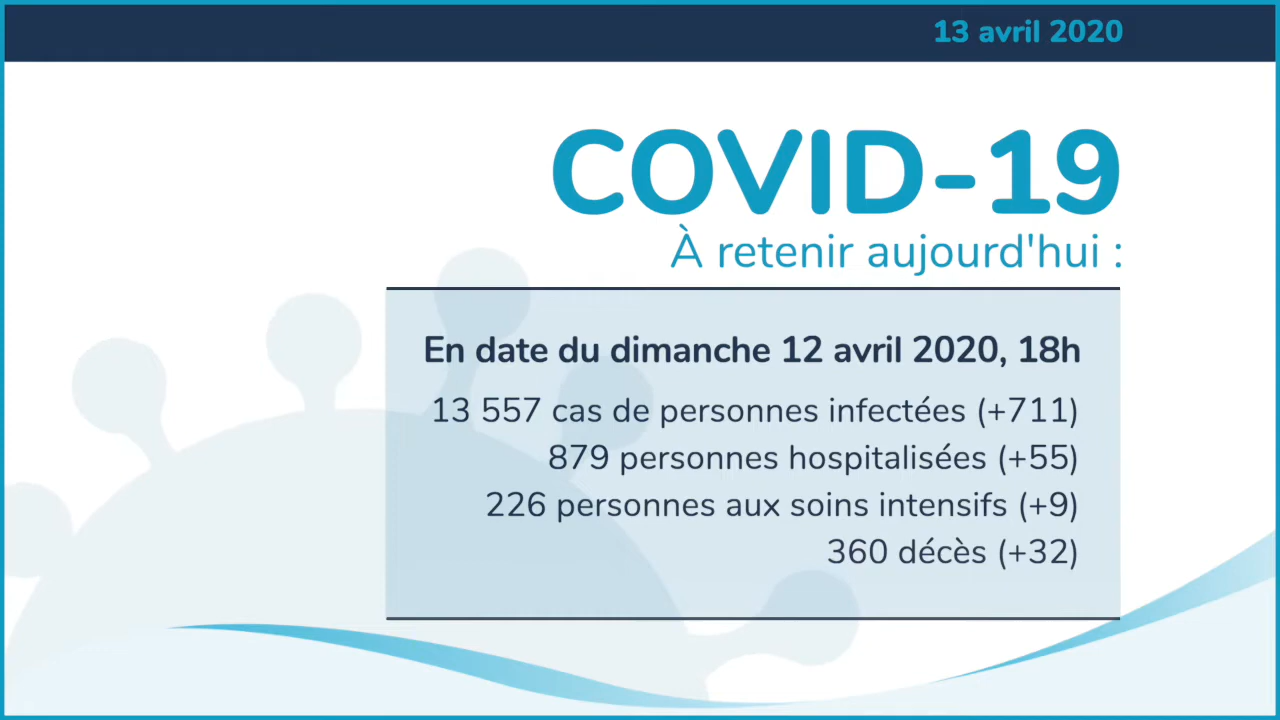 13 avril 2020
COVID-19
À retenir aujourd'hui :
En date du dimanche 12 avril 2020, 18h
13 557 cas de personnes infectées (+711)
879 personnes hospitalisées (+55)
226 personnes aux soins intensifs (+9)
360 décès (+32)